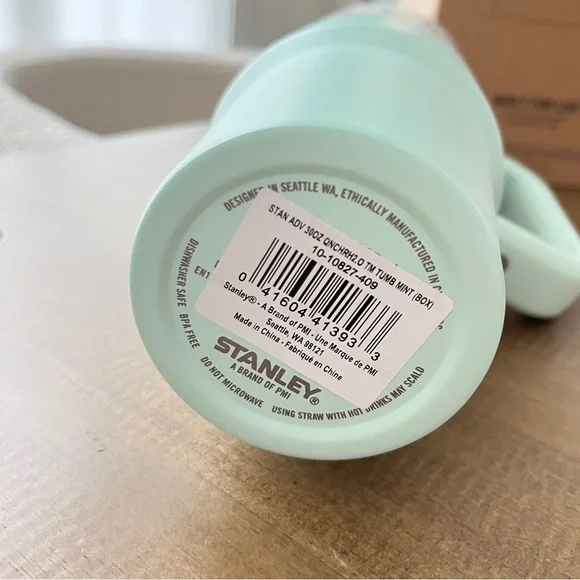 DESIGNED IN SEATTLE WA, ETHICALLY MANUFACTURED IN C
STAN ADV 30OZ QNCHRH2.O TM TUMB MINT (BOX)
10-10827-409
0 41604 41393 3
Stanley® - A Brand of PMI - Une Marque de PMI
Seattle, WA 98121
Made in China - Fabriqué en Chine
DISHWASHER SAFE BPA FREE
EN1
STANLEY®
A BRAND OF PMI
DO NOT MICROWAVE
USING STRAW WITH HOT DRINKS MAY SCALD